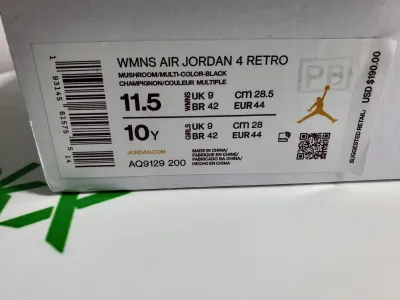 WMNS AIR JORDAN 4 RETRO
MUSHROOM/MULTI-COLOR-BLACK
CHAMPIGNON/COULEUR MULTIPLE
11.5 WMNS UK 9 cm 28.5
BR 42 EUR 44
10Y GIRLS UK 9 cm 28
BR 42 EUR 44
JORDAN.COM
AQ9129 200
MADE IN CHINA/
FABRIQUE EN CHINE/
FABRICADO NA CHINA/
HECHO EN CHINA
PB
SUGGESTED RETAIL: USD $190.00